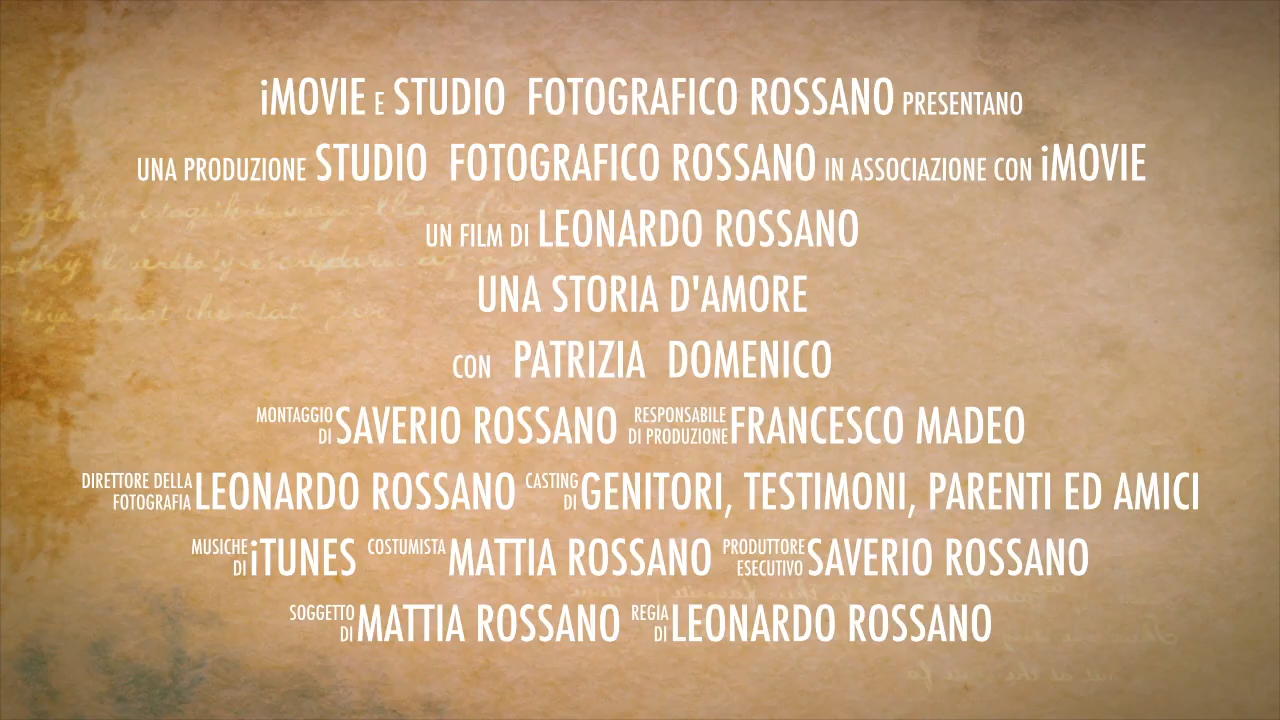 iMOVIE E STUDIO FOTOGRAFICO ROSSANO PRESENTANO
UNA PRODUZIONE STUDIO FOTOGRAFICO ROSSANO IN ASSOCIAZIONE CON iMOVIE
UN FILM DI LEONARDO ROSSANO
UNA STORIA D'AMORE
CON PATRIZIA DOMENICO
MONTAGGIO DI SAVERIO ROSSANO RESPONSABILE DI PRODUZIONE FRANCESCO MADEO
DIRETTORE DELLA FOTOGRAFIA LEONARDO ROSSANO CASTING DI GENITORI, TESTIMONI, PARENTI ED AMICI
MUSICHE DI iTUNES COSTUMISTA MATTIA ROSSANO PRODUTTORE ESECUTIVO SAVERIO ROSSANO
SOGGETTO DI MATTIA ROSSANO REGIA DI LEONARDO ROSSANO